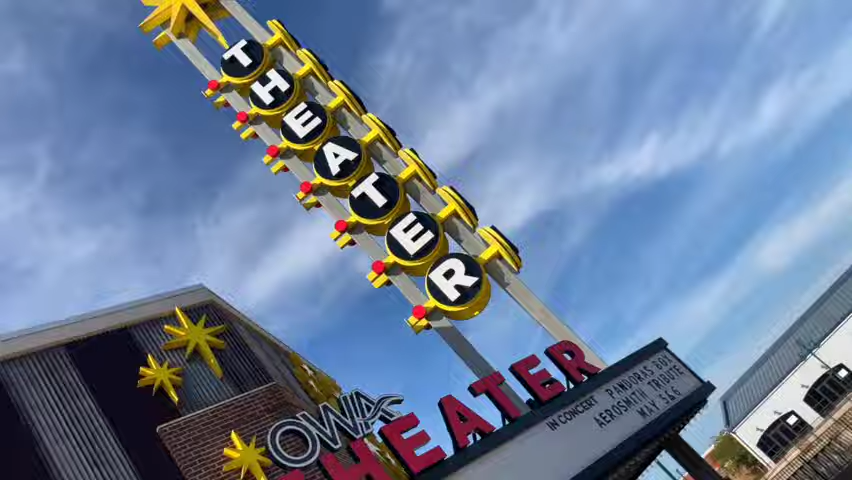 THEATER
OWA
THEATER
IN CONCERT PANDORAS BOX
AEROSMITH TRIBUTE
MAY 5&6